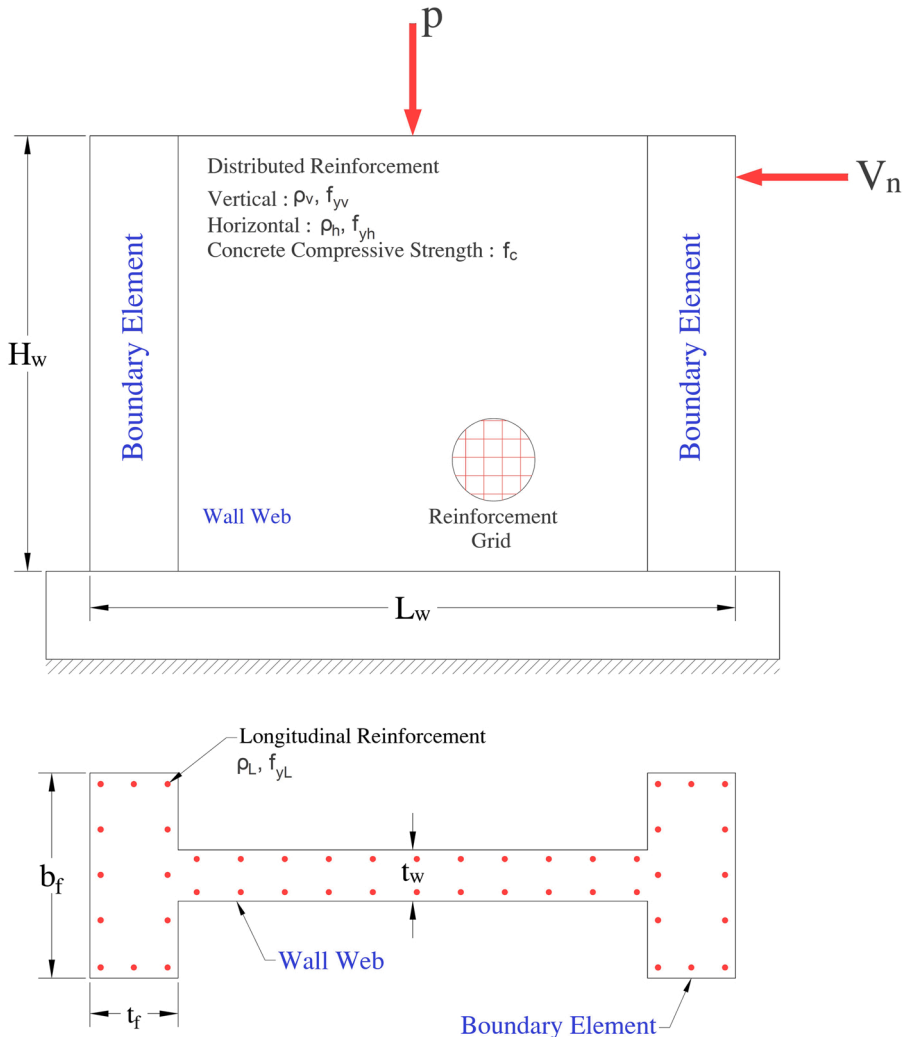 p
Distributed Reinforcement
Vertical : ρv, fyv
Horizontal : ρh, fyh
Concrete Compressive Strength : fc
Vn
Boundary Element
Boundary Element
Hw
Wall Web
Reinforcement
Grid
Lw
Longitudinal Reinforcement
ρL, fyL
bf
tw
Wall Web
tf
Boundary Element